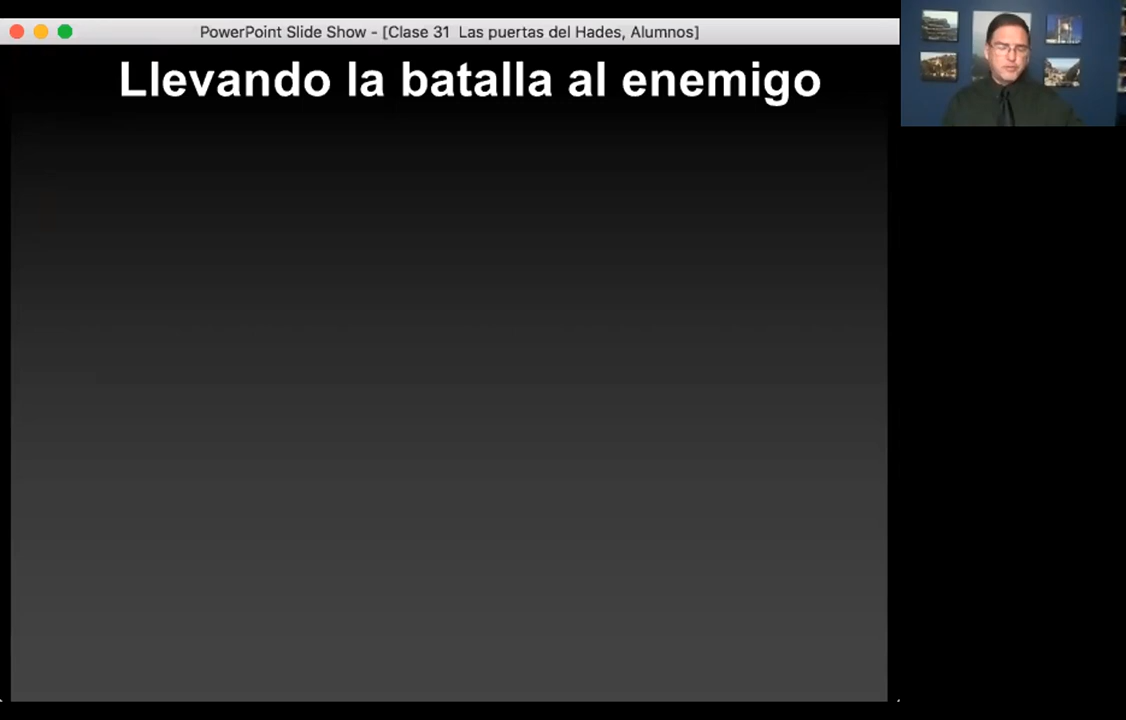 PowerPoint Slide Show - [Clase 31  Las puertas del Hades, Alumnos]
Llevando la batalla al enemigo